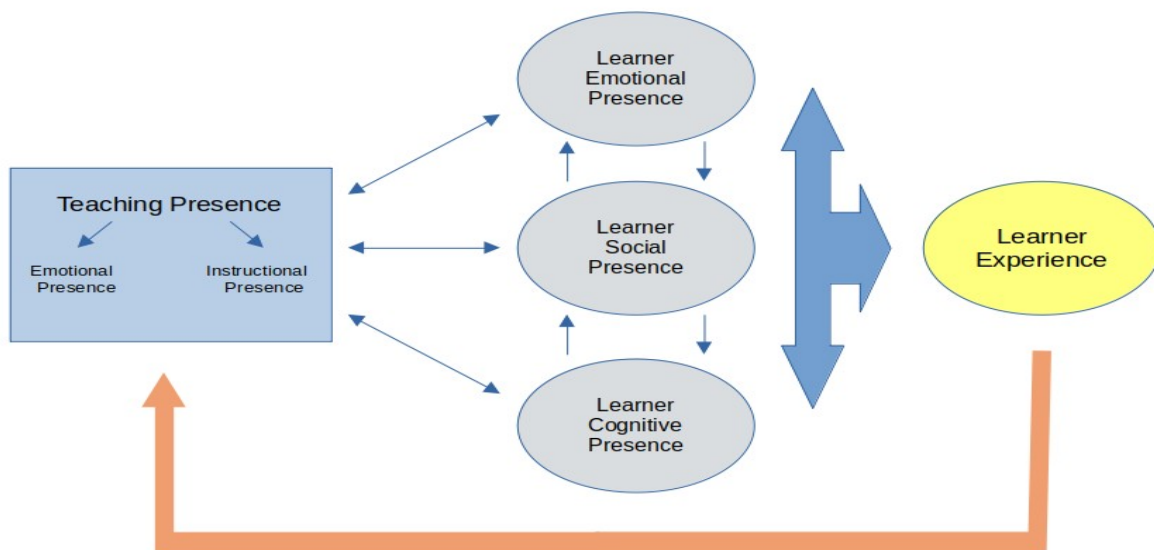 Teaching Presence
Emotional
Presence
Instructional
Presence
Learner
Emotional
Presence
Learner
Social
Presence
Learner
Cognitive
Presence
Learner
Experience